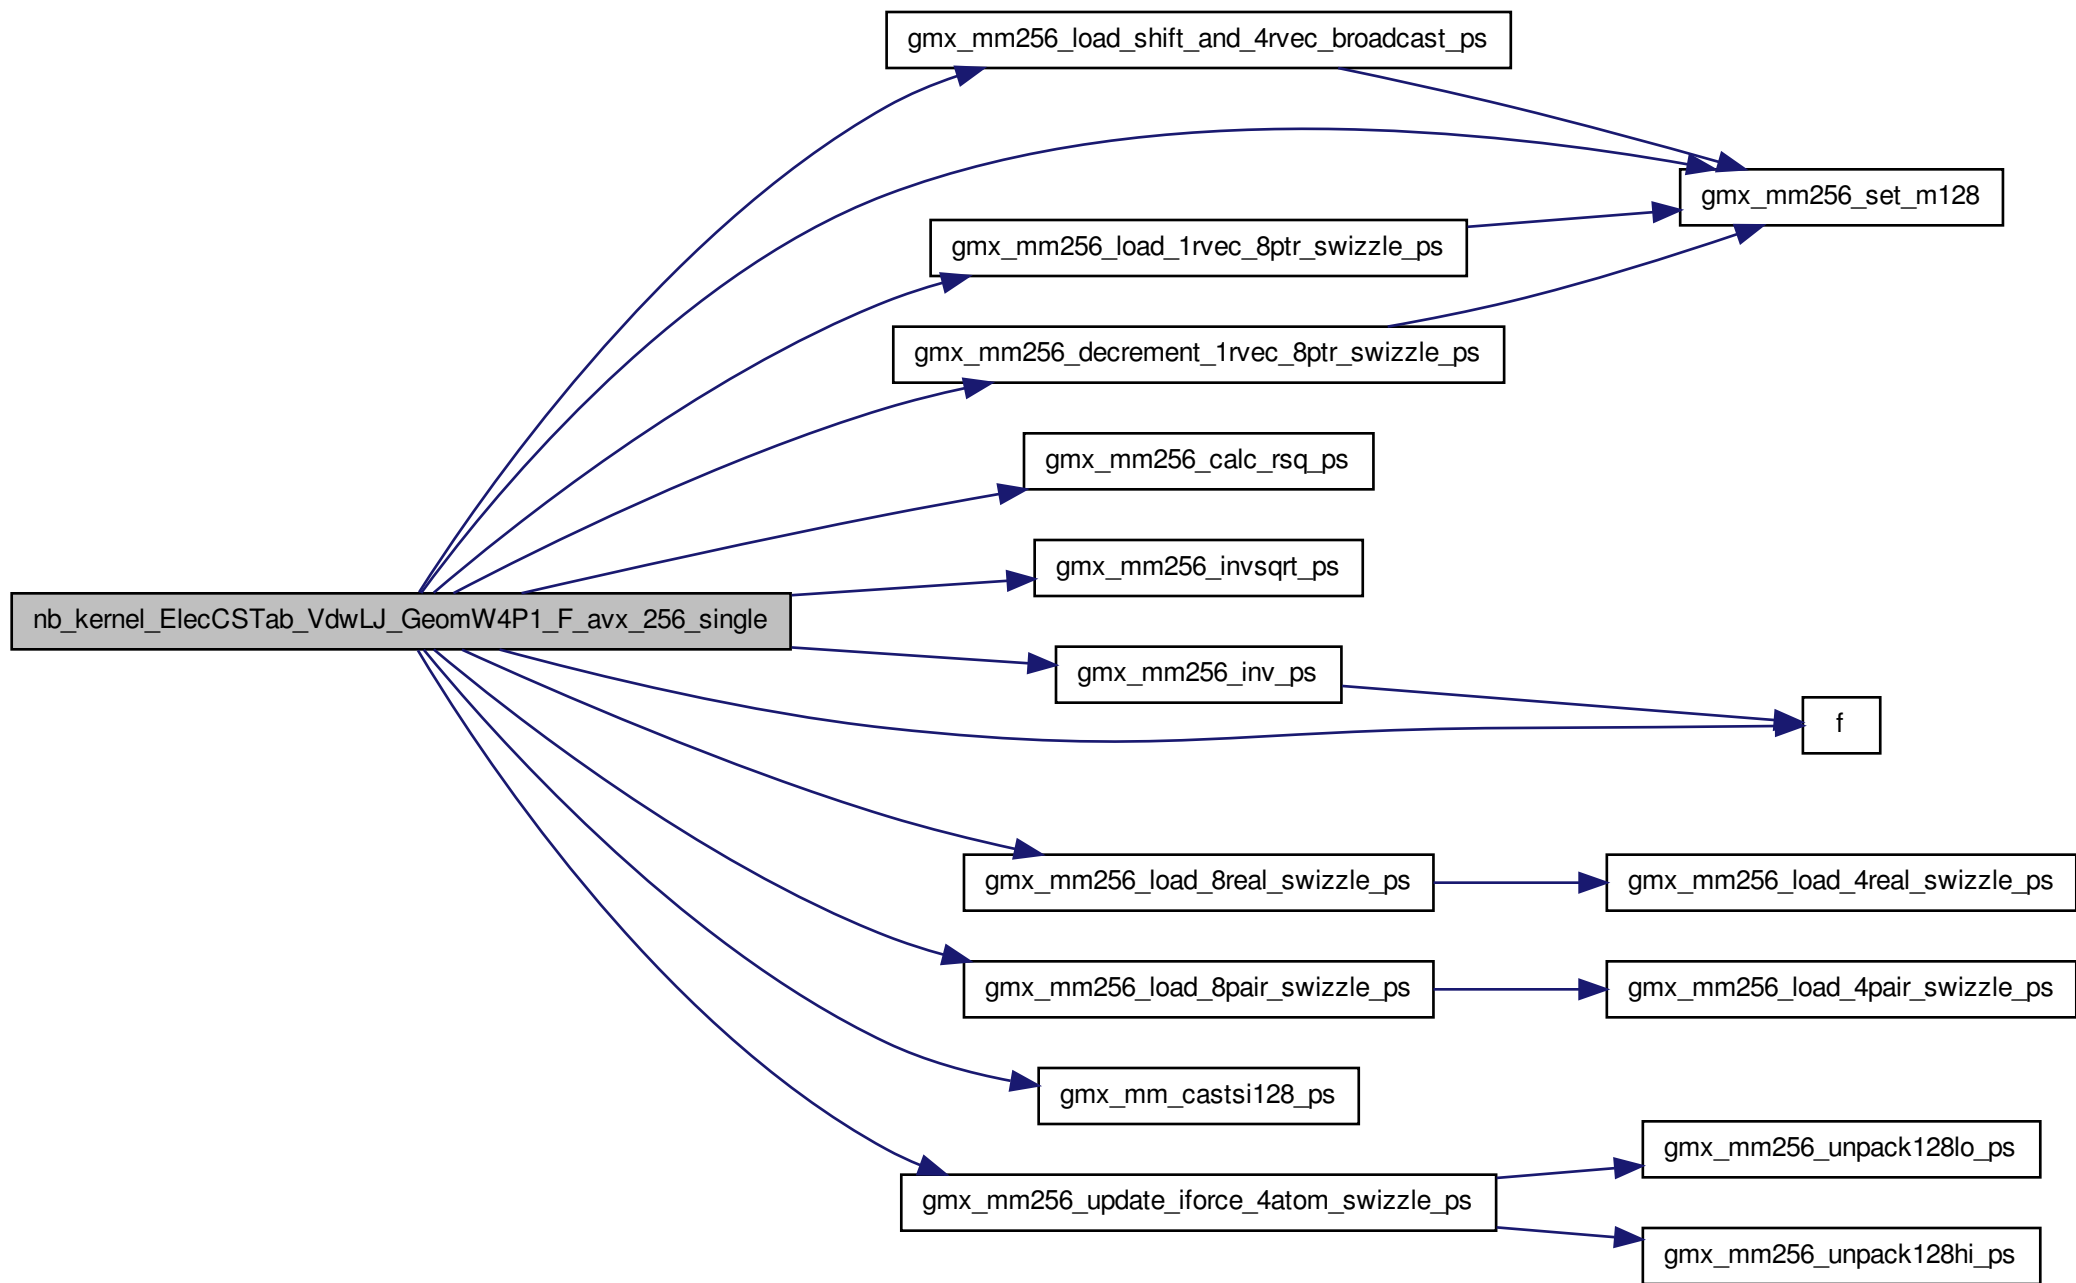 gmx_mm256_load_shift_and_4rvec_broadcast_ps
gmx_mm256_set_m128
gmx_mm256_load_1rvec_8ptr_swizzle_ps
gmx_mm256_decrement_1rvec_8ptr_swizzle_ps
gmx_mm256_calc_rsq_ps
gmx_mm256_invsqrt_ps
nb_kernel_ElecCSTab_VdwLJ_GeomW4P1_F_avx_256_single
gmx_mm256_inv_ps
f
gmx_mm256_load_8real_swizzle_ps
gmx_mm256_load_4real_swizzle_ps
gmx_mm256_load_8pair_swizzle_ps
gmx_mm256_load_4pair_swizzle_ps
gmx_mm_castsi128_ps
gmx_mm256_unpack128lo_ps
gmx_mm256_update_iforce_4atom_swizzle_ps
gmx_mm256_unpack128hi_ps